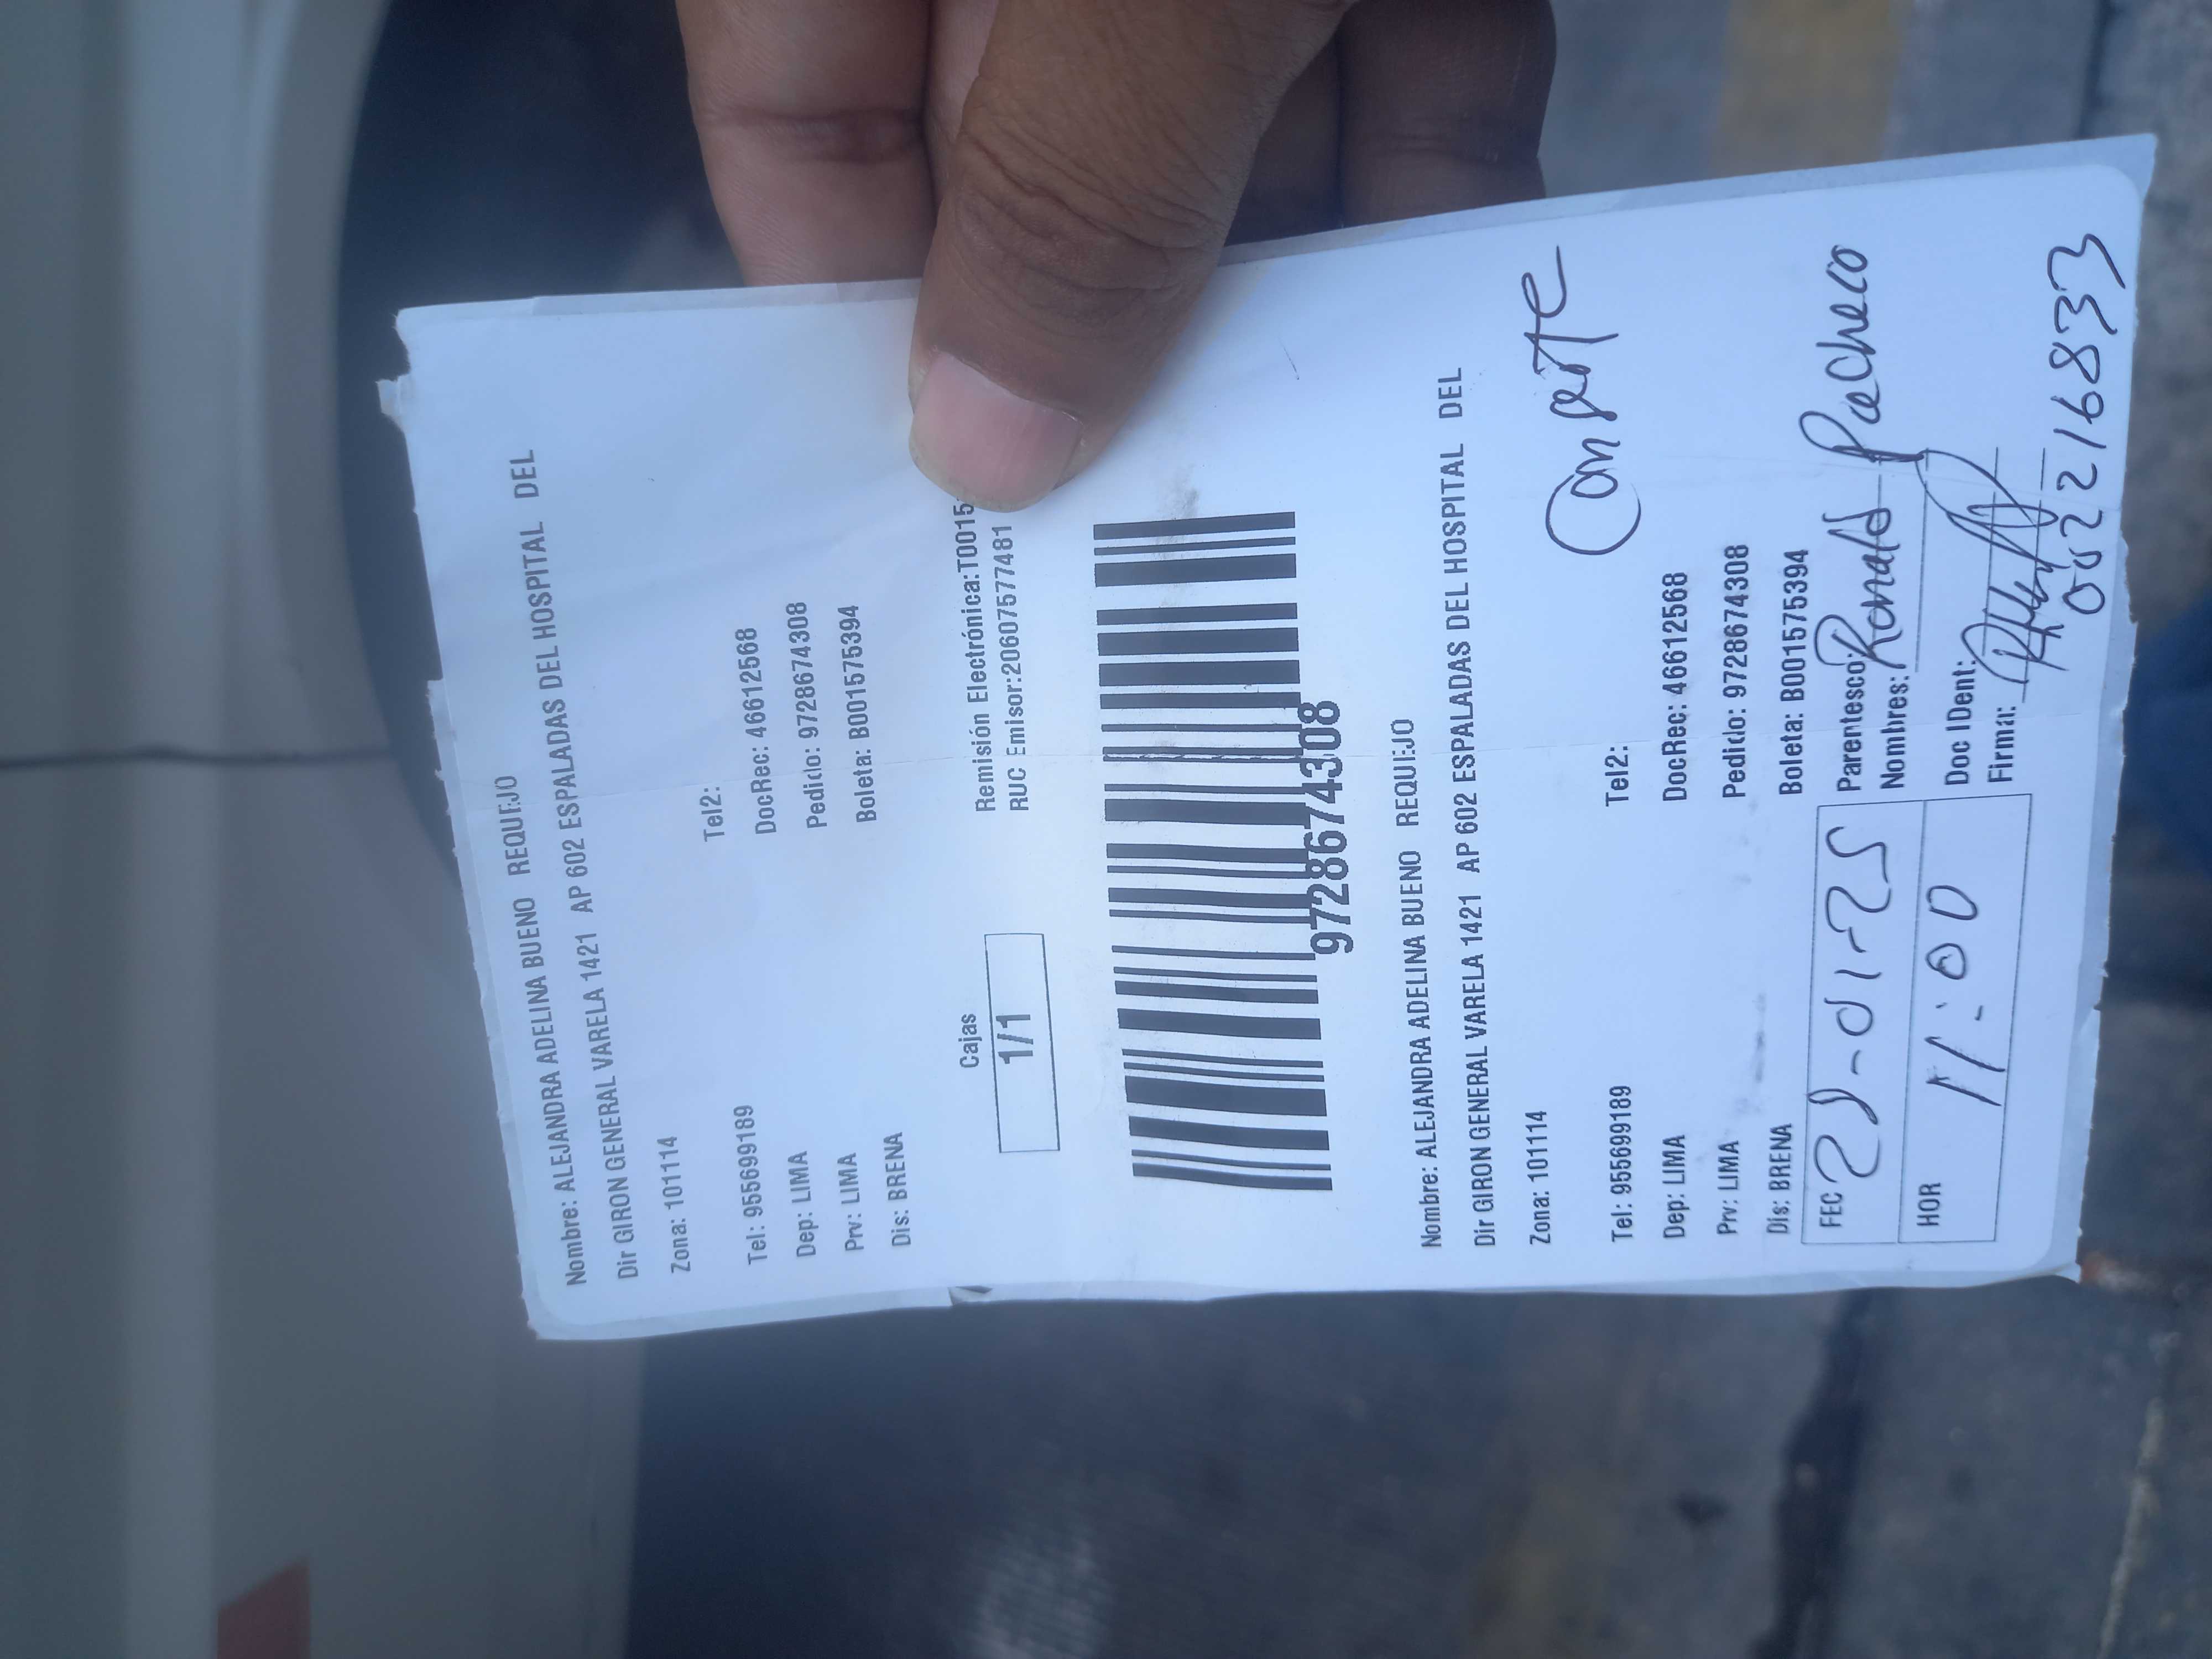 Nombre: ALEJANDRA ADELINA BUENO REQUEJO
Dir GIRON GENERAL VARELA 1421 AP 602 ESPALADAS DEL HOSPITAL DEL
Zona: 101114
Tel: 955699189 Tel2:
Dep: LIMA DocRec: 46612568
Prv: LIMA Pedido: 9728674308
Dis: BRENA Boleta: B001575394
Cajas
1/1
Remisión Electrónica:T0015
RUC Emisor:20607577481
9728674308
Nombre: ALEJANDRA ADELINA BUENO REQUEJO
Dir GIRON GENERAL VARELA 1421 AP 602 ESPALADAS DEL HOSPITAL DEL
Zona: 101114
Tel: 955699189 Tel2:
Dep: LIMA DocRec: 46612568
Prv: LIMA Pedido: 9728674308
Dis: BRENA Boleta: B001575394
FEC 28-01-25 Parentesco:
Nombres: Ronald Pacheco
HOR 11:00 Doc IDent:
Firma:
002216833